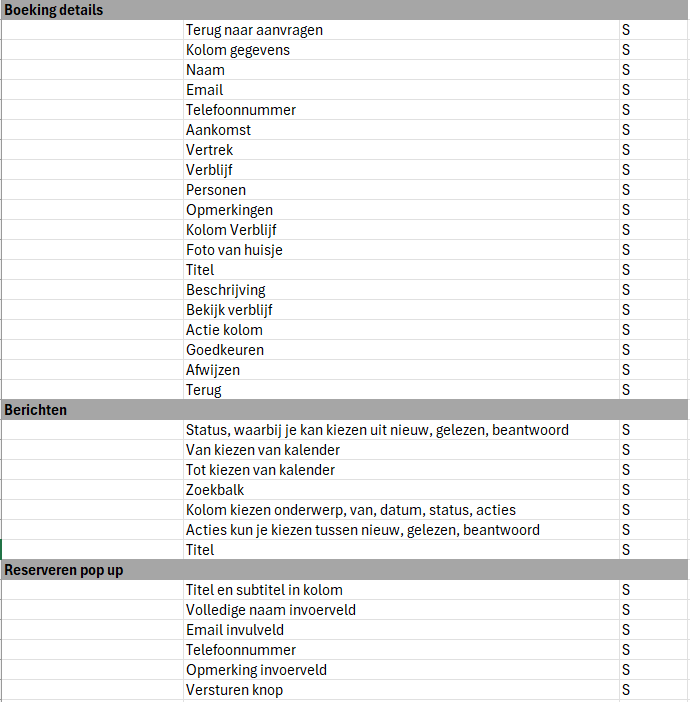 Boeking details
Terug naar aanvragen S
Kolom gegevens S
Naam S
Email S
Telefoonnummer S
Aankomst S
Vertrek S
Verblijf S
Personen S
Opmerkingen S
Kolom Verblijf S
Foto van huisje S
Titel S
Beschrijving S
Bekijk verblijf S
Actie kolom S
Goedkeuren S
Afwijzen S
Terug S
Berichten
Status, waarbij je kan kiezen uit nieuw, gelezen, beantwoord S
Van kiezen van kalender S
Tot kiezen van kalender S
Zoekbalk S
Kolom kiezen onderwerp, van, datum, status, acties S
Acties kun je kiezen tussen nieuw, gelezen, beantwoord S
Titel S
Reserveren pop up
Titel en subtitel in kolom S
Volledige naam invoerveld S
Email invulveld S
Telefoonnummer S
Opmerking invoerveld S
Versturen knop S